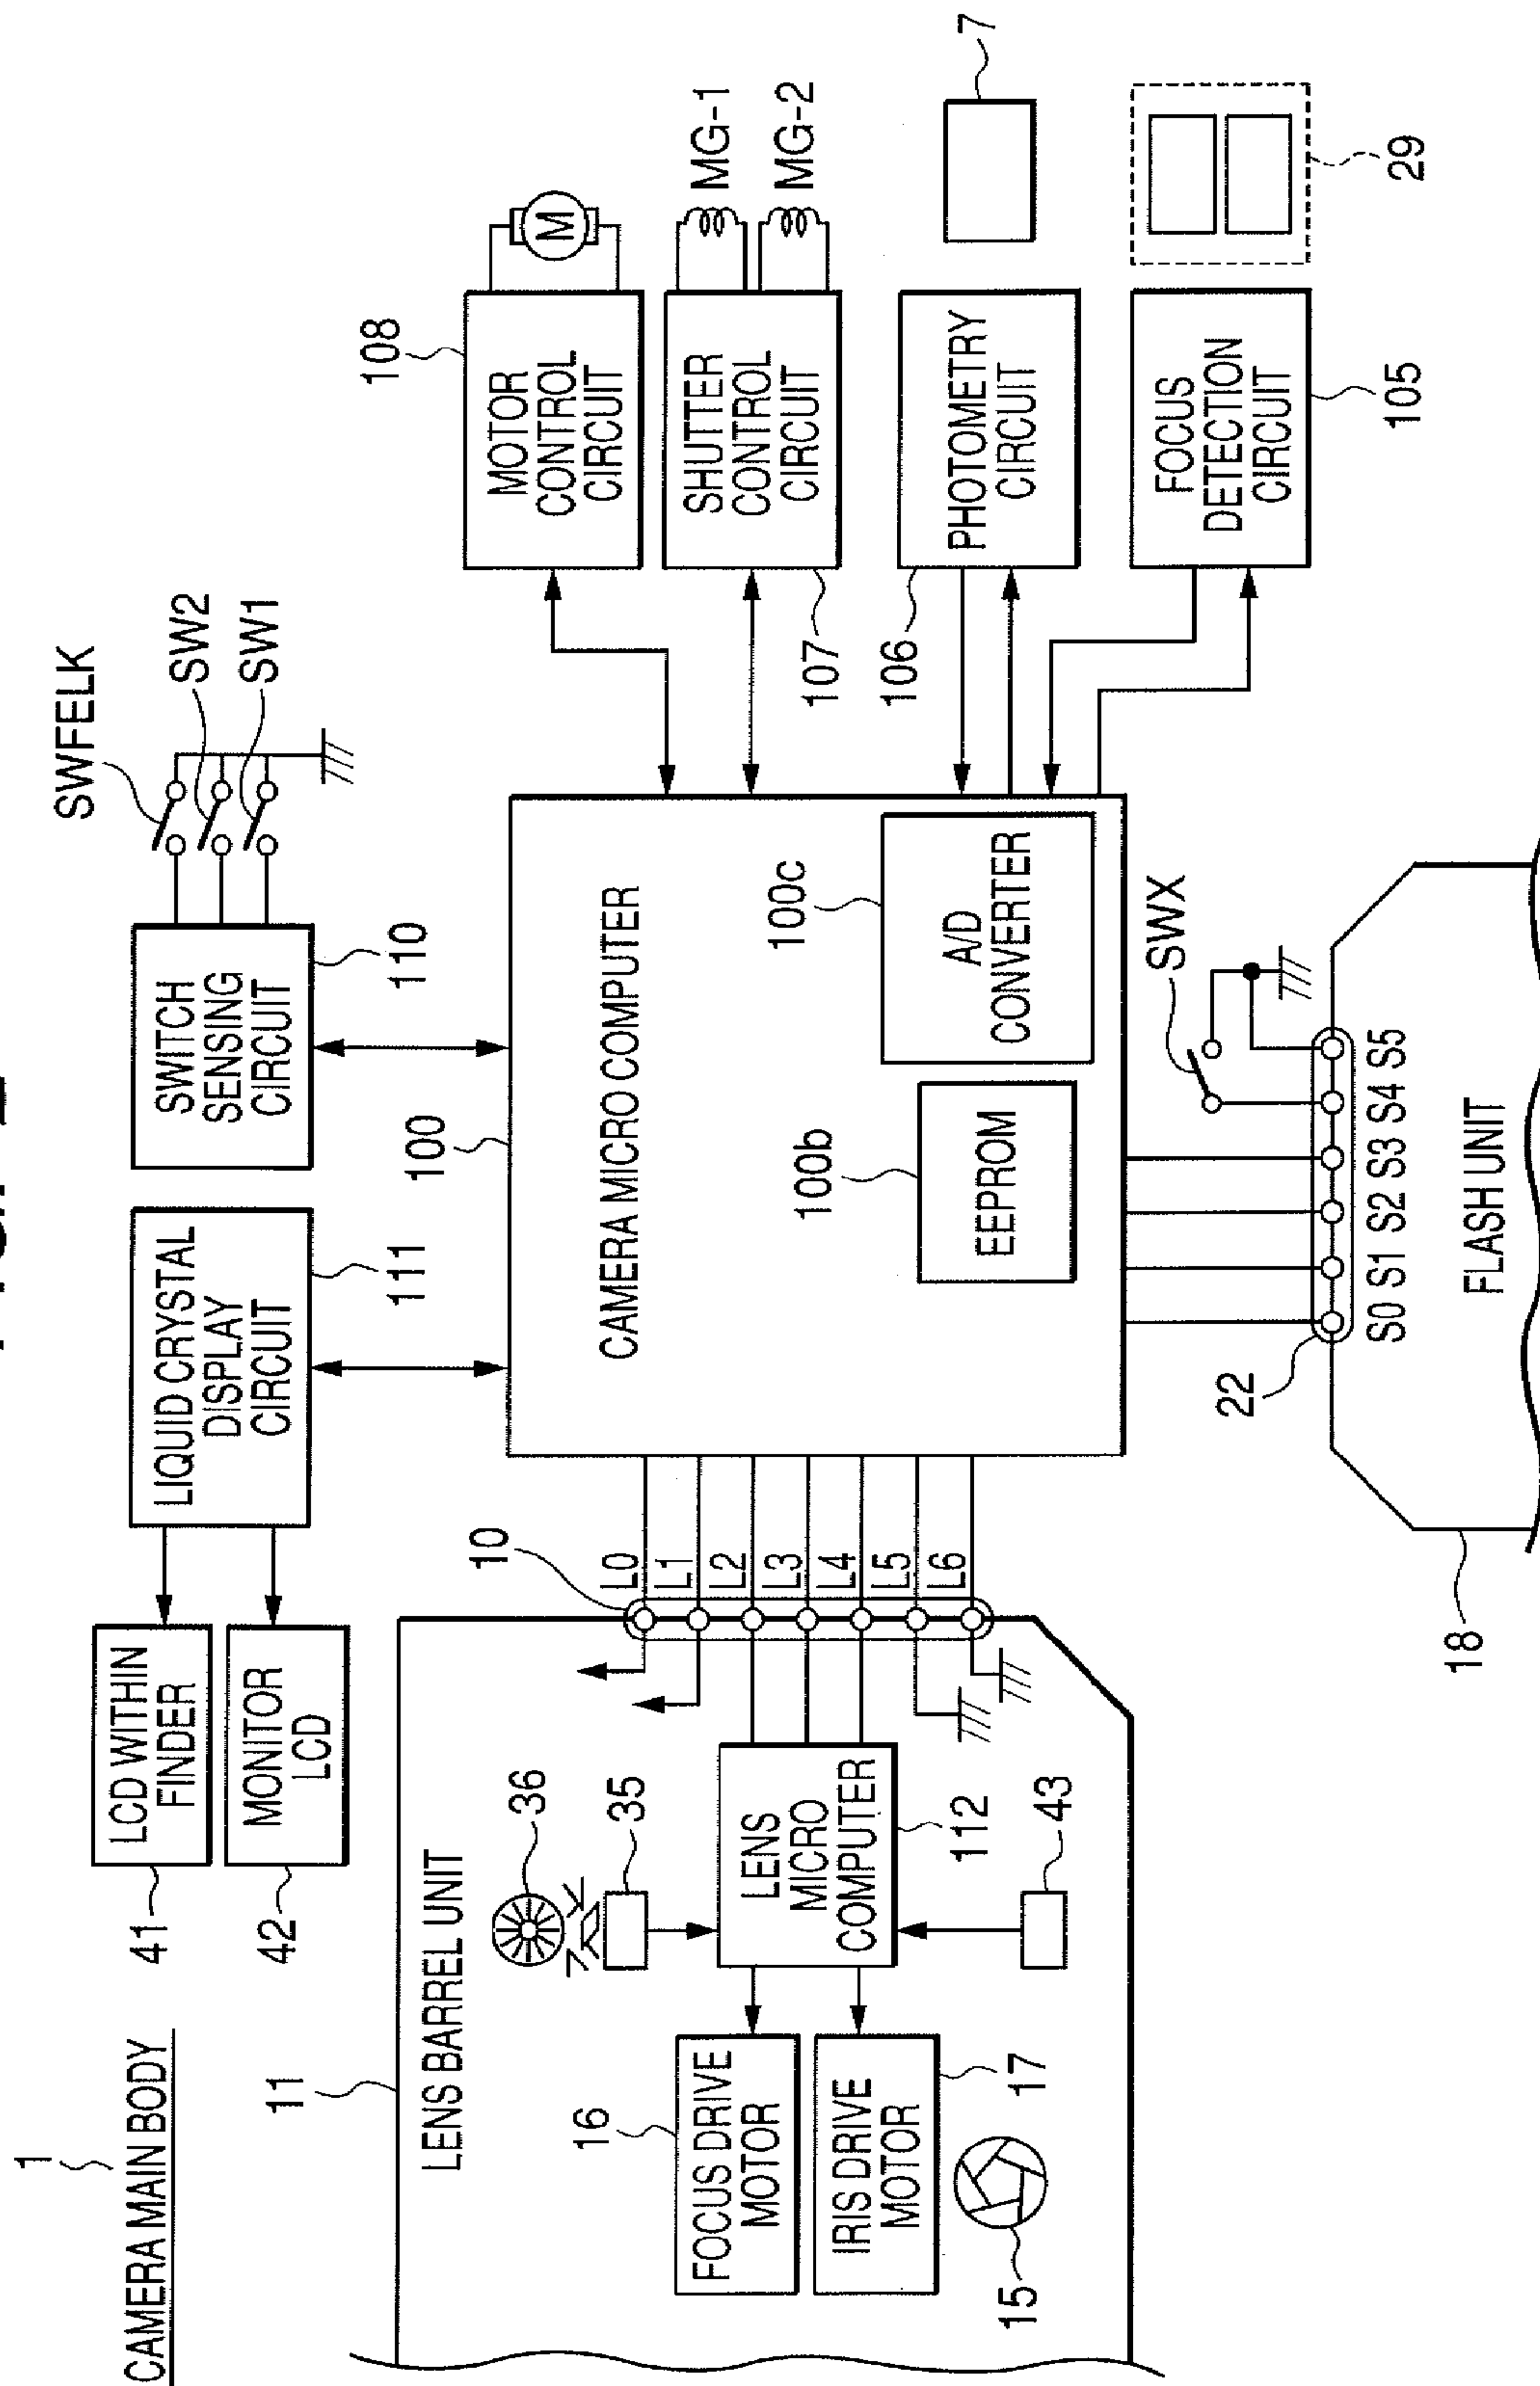 1
CAMERA MAIN BODY
41
LCD WITHIN
FINDER
42
MONITOR
LCD
LIQUID CRYSTAL
DISPLAY
CIRCUIT
111
SWITCH
SENSING
CIRCUIT
110
SWFELK
SW2
SW1
11
LENS BARREL UNIT
16
FOCUS DRIVE
MOTOR
IRIS DRIVE
MOTOR
17
15
36
35
LENS
MICRO
COMPUTER
112
43
10
L0
L1
L2
L3
L4
L5
L6
100
CAMERA MICRO COMPUTER
100b
EEPROM
100c
A/D
CONVERTER
108
MOTOR
CONTROL
CIRCUIT
M
SHUTTER
CONTROL
CIRCUIT
107
MG-1
MG-2
106
PHOTOMETRY
CIRCUIT
7
FOCUS
DETECTION
CIRCUIT
105
29
SWX
22
S0 S1 S2 S3 S4 S5
FLASH UNIT
18